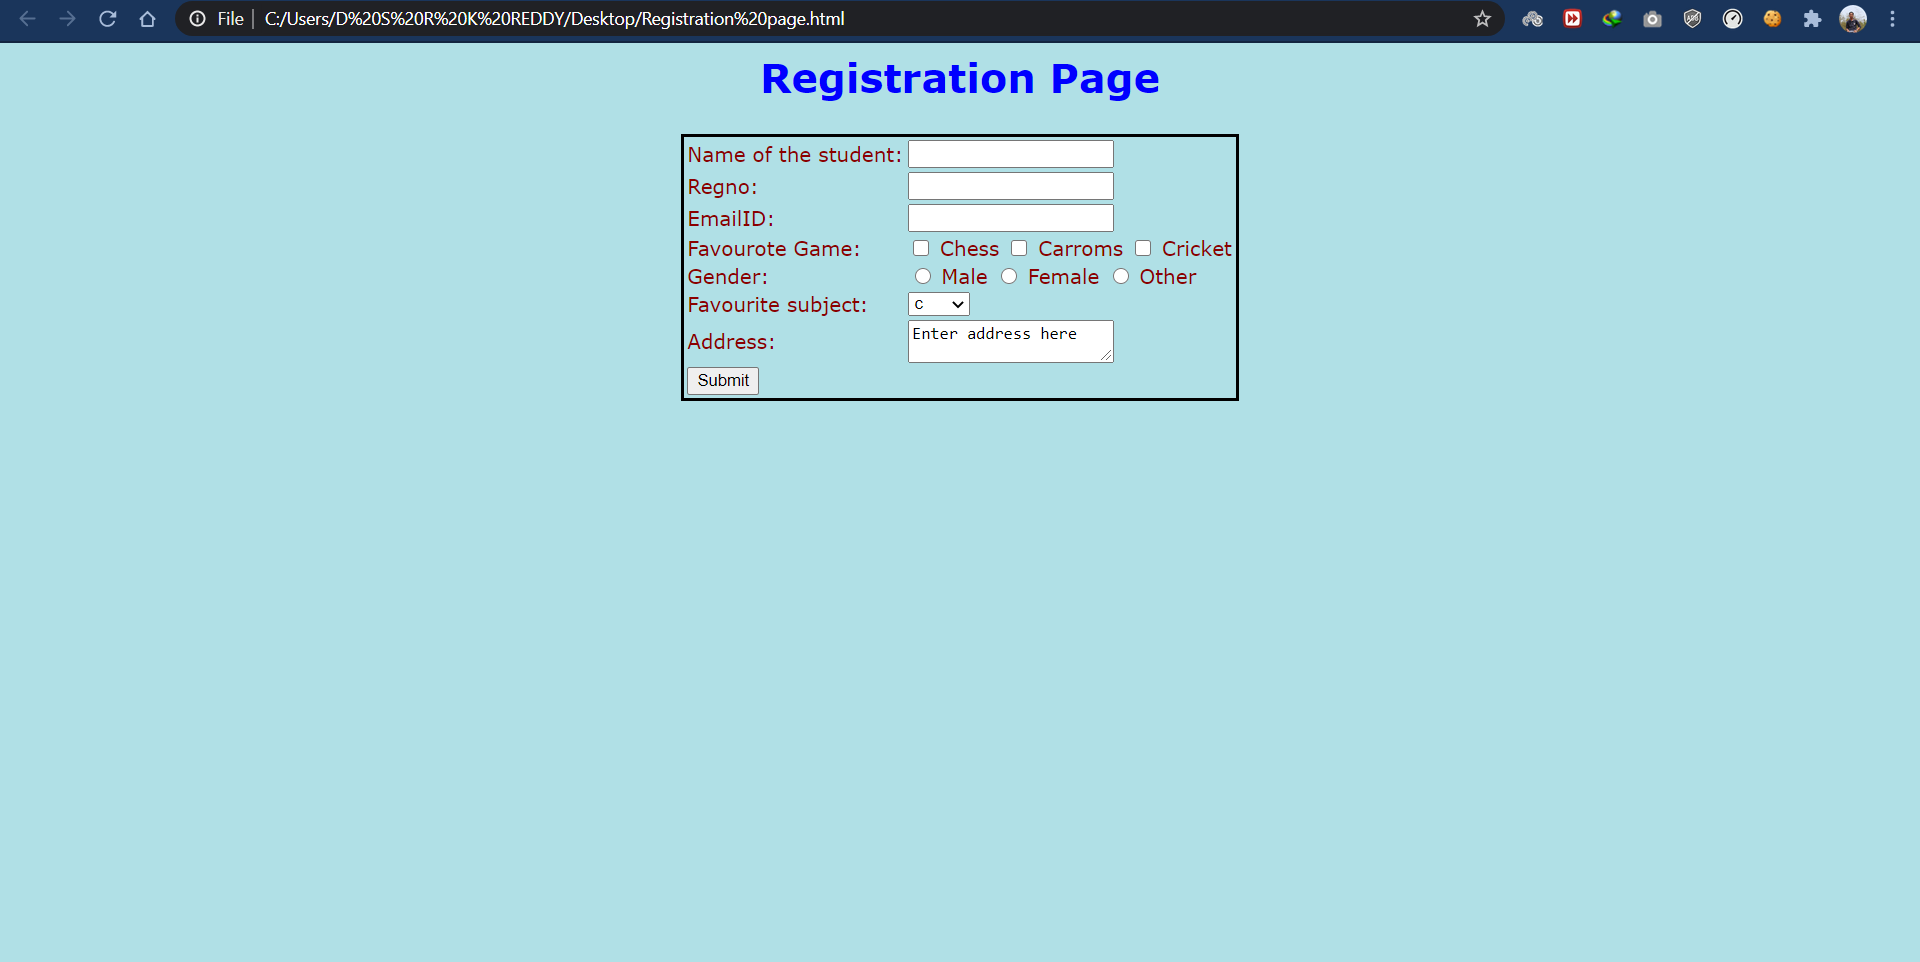 File C:/Users/D%20S%20R%20K%20REDDY/Desktop/Registration%20page.html
Registration Page
Name of the student:
Regno:
EmailID:
Favourote Game: Chess Carroms Cricket
Gender: Male Female Other
Favourite subject: c
Address: Enter address here
Submit